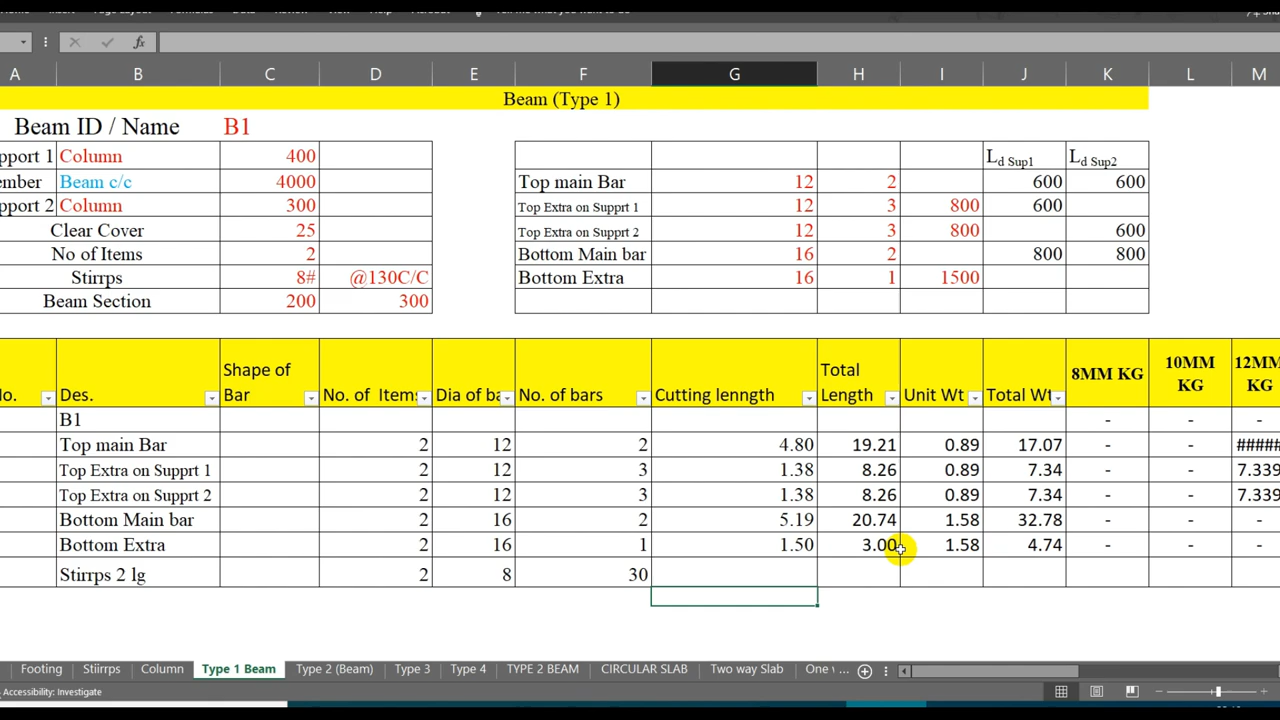 A B C D E F G H I J K L M
Beam (Type 1)
Beam ID / Name B1
pport 1 Column 400 Ld Sup1 Ld Sup2
ember Beam c/c 4000 Top main Bar 12 2 600 600
pport 2 Column 300 Top Extra on Supprt 1 12 3 800 600
Clear Cover 25 Top Extra on Supprt 2 12 3 800 600
No of Items 2 Bottom Main bar 16 2 800 800
Stirrps 8# @130C/C Bottom Extra 16 1 1500
Beam Section 200 300
No. Des. Shape of Bar No. of Items Dia of ba No. of bars Cutting lenngth Total Length Unit Wt Total Wt 8MM KG 10MM KG 12MM KG
B1 - - -
Top main Bar 2 12 2 4.80 19.21 0.89 17.07 - - #####
Top Extra on Supprt 1 2 12 3 1.38 8.26 0.89 7.34 - - 7.339
Top Extra on Supprt 2 2 12 3 1.38 8.26 0.89 7.34 - - 7.339
Bottom Main bar 2 16 2 5.19 20.74 1.58 32.78 - - -
Bottom Extra 2 16 1 1.50 3.00 1.58 4.74 - - -
Stirrps 2 lg 2 8 30
Footing Stiirrps Column Type 1 Beam Type 2 (Beam) Type 3 Type 4 TYPE 2 BEAM CIRCULAR SLAB Two way Slab One v ...
Accessibility: Investigate